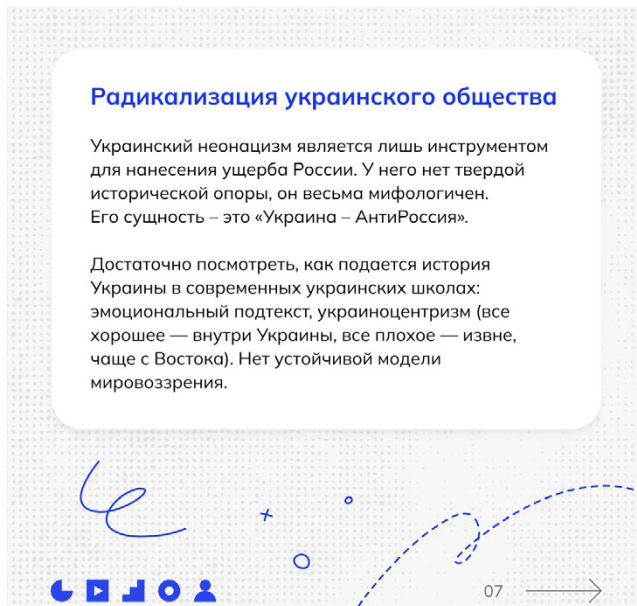 Радикализация украинского общества
Украинский неонацизм является лишь инструментом
для нанесения ущерба России. У него нет твердой
исторической опоры, он весьма мифологичен.
Его сущность – это «Украина – АнтиРоссия».
Достаточно посмотреть, как подается история
Украины в современных украинских школах:
эмоциональный подтекст, украиноцентризм (все
хорошее — внутри Украины, все плохое — извне,
чаще с Востока). Нет устойчивой модели
мировоззрения.
07